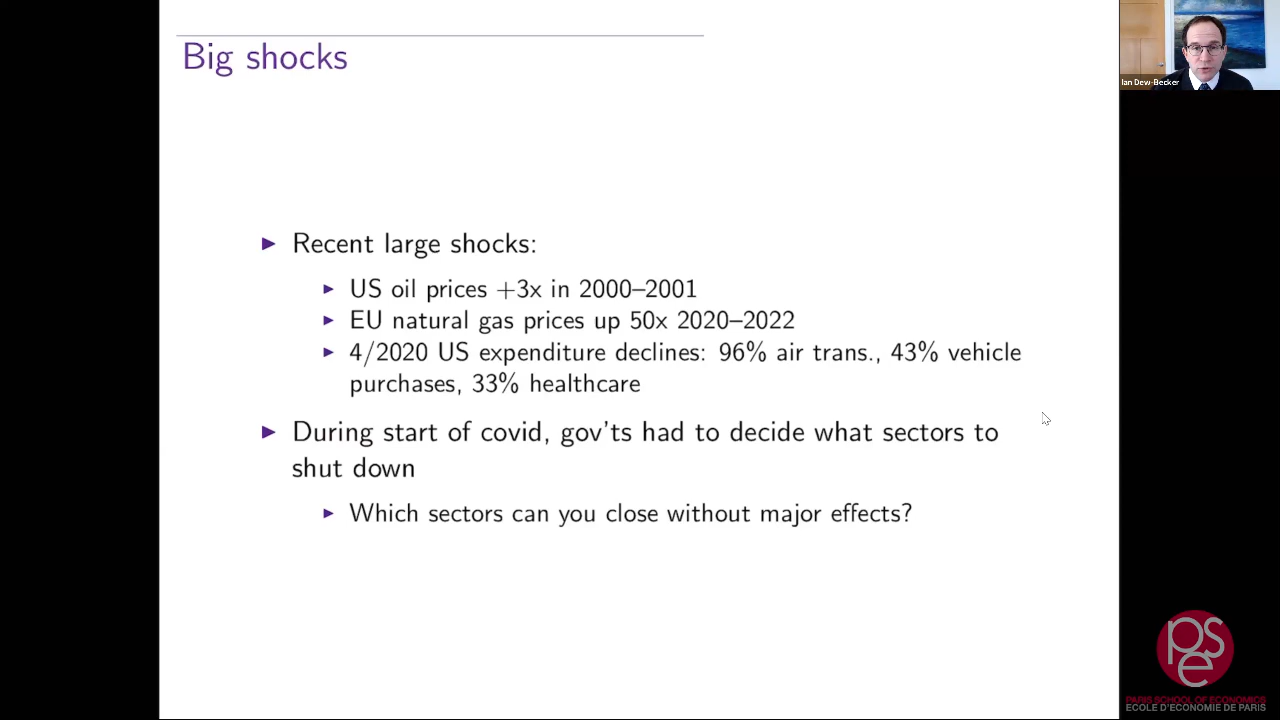 Big shocks
Recent large shocks:
US oil prices +3x in 2000–2001
EU natural gas prices up 50x 2020–2022
4/2020 US expenditure declines: 96% air trans., 43% vehicle
purchases, 33% healthcare
During start of covid, gov'ts had to decide what sectors to
shut down
Which sectors can you close without major effects?
Ian Dew-Becker
pse
PARIS SCHOOL OF ECONOMICS
ECOLE D'ECONOMIE DE PARIS